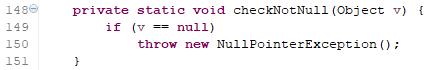 148 private static void checkNotNull(Object v) {
149 if (v == null)
150 throw new NullPointerException();
151 }